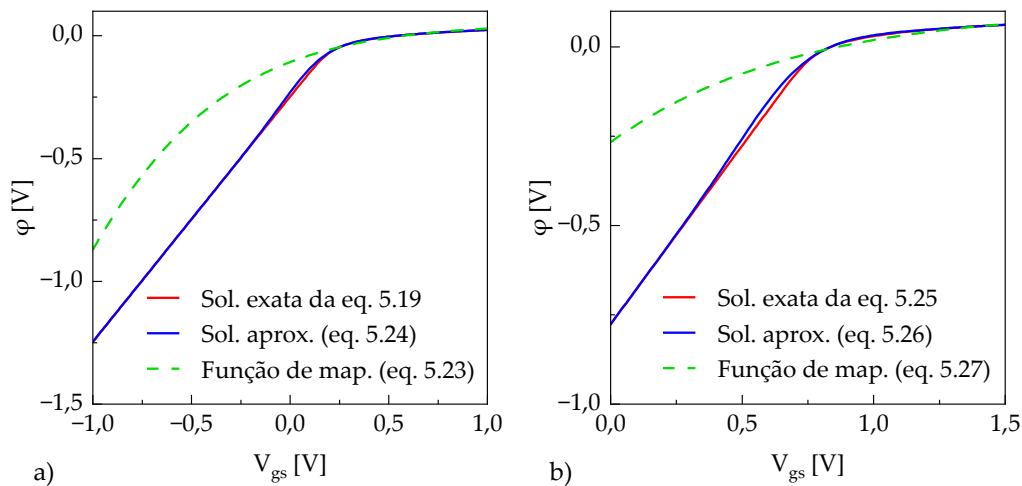 0,0
−0,5
−1,0
−1,5
φ [V]
−1,0 −0,5 0,0 0,5 1,0
V_gs [V]
Sol. exata da eq. 5.19
Sol. aprox. (eq. 5.24)
Função de map. (eq. 5.23)
a)
0,0
−0,5
−1,0
φ [V]
0,0 0,5 1,0 1,5
V_gs [V]
Sol. exata da eq. 5.25
Sol. aprox. (eq. 5.26)
Função de map. (eq. 5.27)
b)